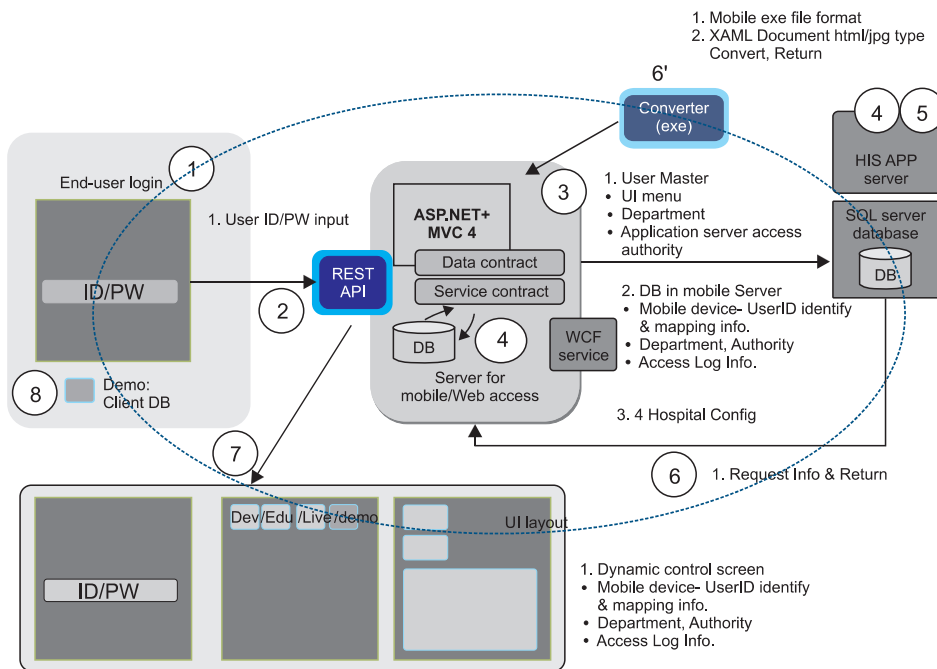 1. Mobile exe file format
2. XAML Document html/jpg type
Convert, Return
6'
Converter
(exe)
4
5
HIS APP
server
1
End-user login
3
1. User Master
• UI menu
• Department
• Application server access
authority
ASP.NET+
MVC 4
SQL server
database
1. User ID/PW input
Data contract
REST
API
DB
ID/PW
Service contract
2
2. DB in mobile Server
• Mobile device- UserID identify
& mapping info.
• Department, Authority
• Access Log Info.
DB
4
WCF
service
Server for
mobile/Web access
8
Demo:
Client DB
3. 4 Hospital Config
7
6
1. Request Info & Return
Dev/Edu /Live/demo
UI layout
ID/PW
1. Dynamic control screen
• Mobile device- UserID identify
& mapping info.
• Department, Authority
• Access Log Info.